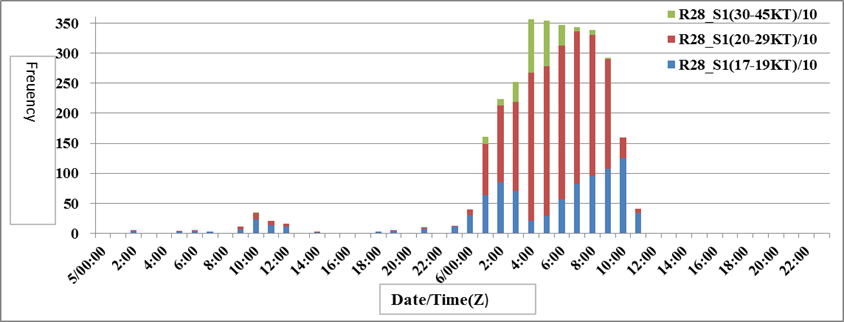 350
300
250
200
150
100
50
0
Freuency
R28_S1(30-45KT)/10
R28_S1(20-29KT)/10
R28_S1(17-19KT)/10
5/00:00 2:00 4:00 6:00 8:00 10:00 12:00 14:00 16:00 18:00 20:00 22:00 6/00:00 2:00 4:00 6:00 8:00 10:00 12:00 14:00 16:00 18:00 20:00 22:00
Date/Time(Z)